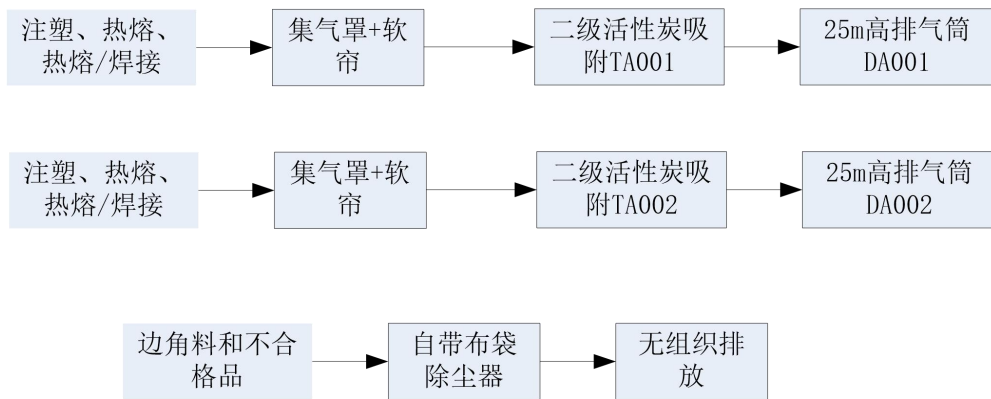 注塑、热熔、
热熔/焊接
集气罩+软
帘
二级活性炭吸
附TA001
25m高排气筒
DA001
注塑、热熔、
热熔/焊接
集气罩+软
帘
二级活性炭吸
附TA002
25m高排气筒
DA002
边角料和不合
格品
自带布袋
除尘器
无组织排
放